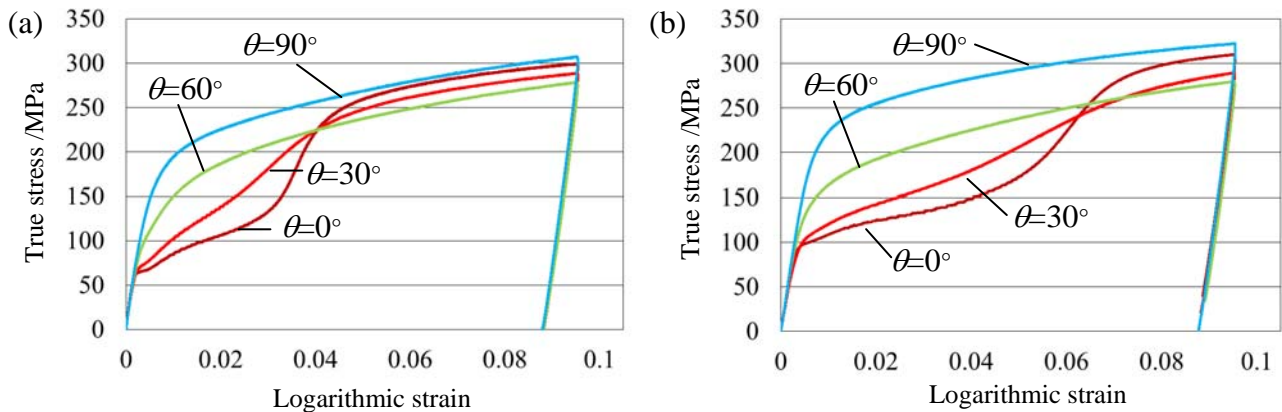 (a)
True stress /MPa
350
300
250
200
150
100
50
0
θ=90°
θ=60°
θ=30°
θ=0°
0 0.02 0.04 0.06 0.08 0.1
Logarithmic strain
(b)
True stress /MPa
350
300
250
200
150
100
50
0
θ=90°
θ=60°
θ=30°
θ=0°
0 0.02 0.04 0.06 0.08 0.1
Logarithmic strain